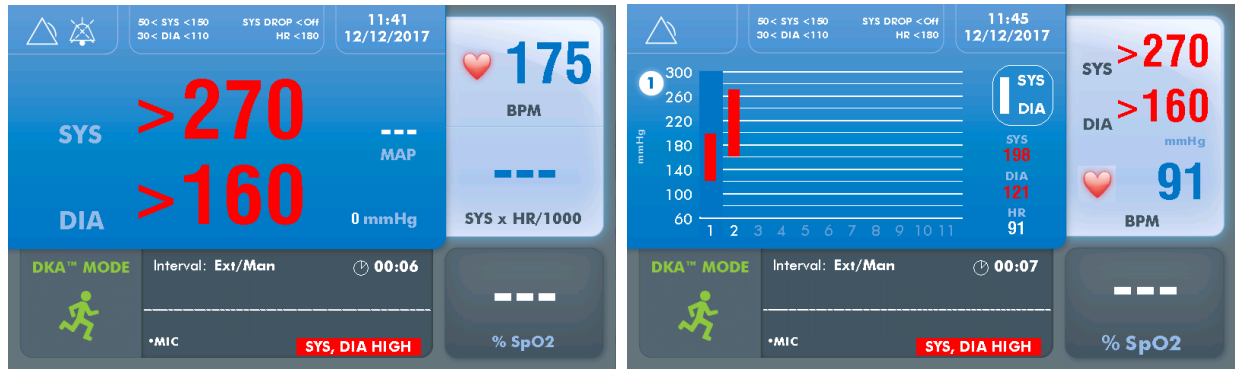 50< SYS <150 SYS DROP <Off
30< DIA <110 HR <180
11:41
12/12/2017
SYS >270
--- MAP
DIA >160
0 mmHg
175
BPM
---
SYS x HR/1000
DKA™ MODE
Interval: Ext/Man 00:06
•MIC
SYS, DIA HIGH
---
% SpO2
50< SYS <150 SYS DROP <Off
30< DIA <110 HR <180
11:45
12/12/2017
1
mmHg
300
260
220
180
140
100
60
1 2 3 4 5 6 7 8 9 10 11
SYS
DIA
SYS
198
DIA
121
HR
91
SYS >270
DIA >160
mmHg
91
BPM
DKA™ MODE
Interval: Ext/Man 00:07
•MIC
SYS, DIA HIGH
---
% SpO2